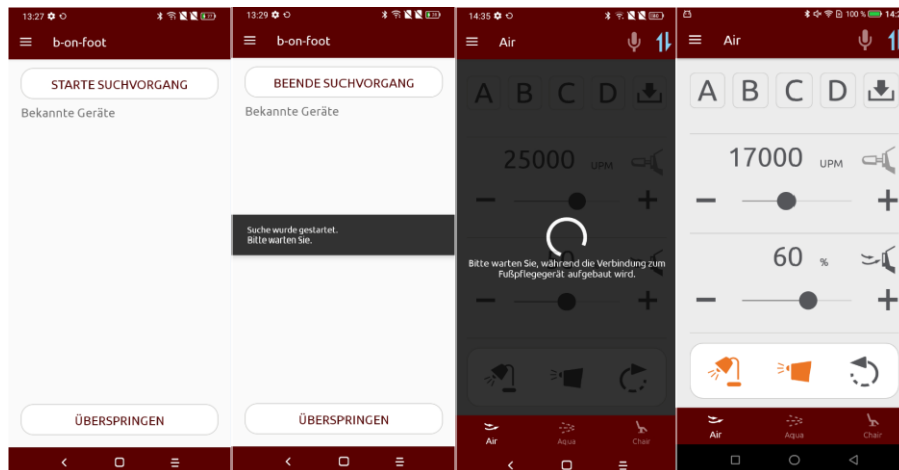 13:27
b-on-foot
STARTE SUCHVORGANG
Bekannte Geräte
ÜBERSPRINGEN
13:29
b-on-foot
BEENDE SUCHVORGANG
Bekannte Geräte
Suche wurde gestartet.
Bitte warten Sie.
ÜBERSPRINGEN
14:35
Air
A B C D
25000 UPM
Bitte warten Sie, während die Verbindung zum
Fußpflegegerät aufgebaut wird.
Air Aqua Chair
100 %
Air
A B C D
17000 UPM
60 %
Air Aqua Chair